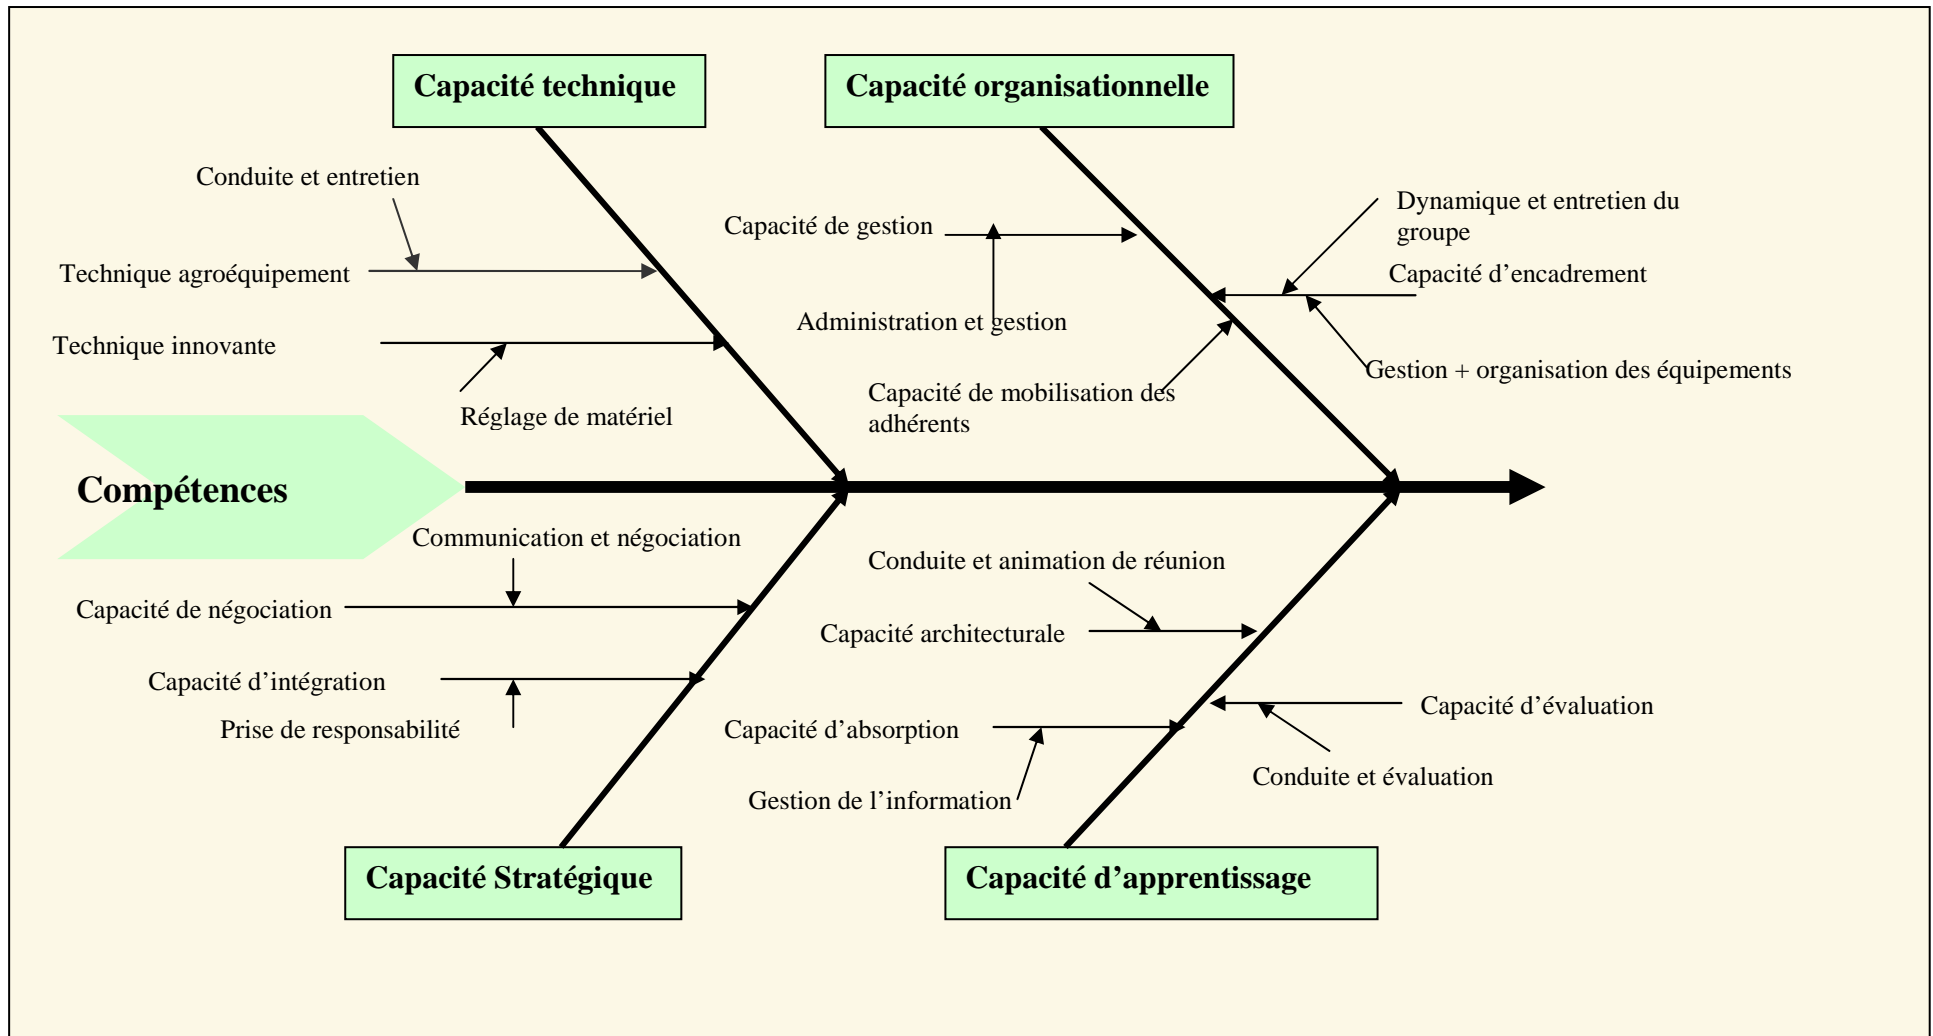 Capacité technique
Capacité organisationnelle
Conduite et entretien
Dynamique et entretien du
groupe
Capacité de gestion
Technique agroéquipement
Capacité d’encadrement
Administration et gestion
Technique innovante
Gestion + organisation des équipements
Capacité de mobilisation des
adhérents
Réglage de matériel
Compétences
Communication et négociation
Conduite et animation de réunion
Capacité de négociation
Capacité architecturale
Capacité d’intégration
Capacité d’évaluation
Prise de responsabilité
Capacité d’absorption
Conduite et évaluation
Gestion de l’information
Capacité Stratégique
Capacité d’apprentissage